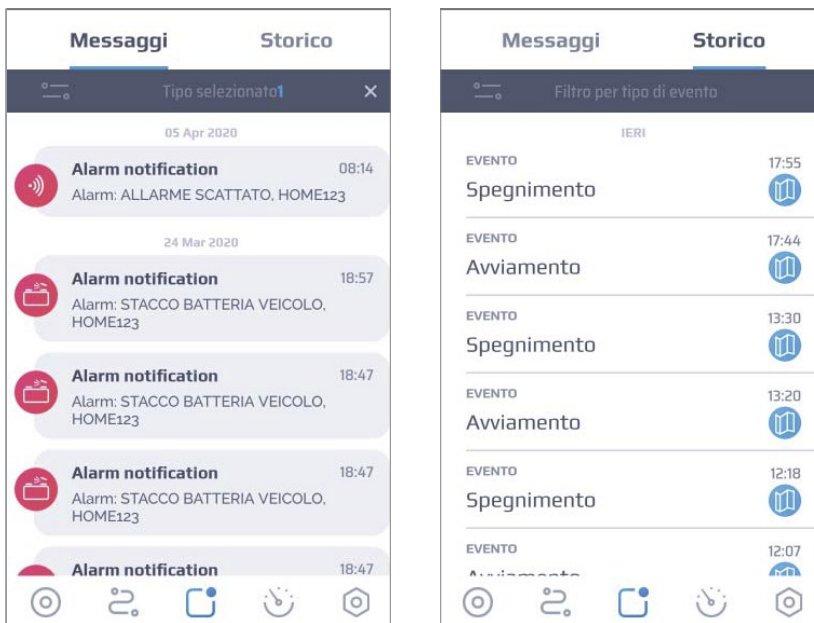 Messaggi Storico
Tipo selezionato1
05 Apr 2020
Alarm notification 08:14
Alarm: ALLARME SCATTATO, HOME123
24 Mar 2020
Alarm notification 18:57
Alarm: STACCO BATTERIA VEICOLO,
HOME123
Alarm notification 18:47
Alarm: STACCO BATTERIA VEICOLO,
HOME123
Alarm notification 18:47
Alarm: STACCO BATTERIA VEICOLO,
HOME123
Alarm notification 18:47
Messaggi Storico
Filtro per tipo di evento
IERI
EVENTO 17:55
Spegnimento
EVENTO 17:44
Avviamento
EVENTO 13:30
Spegnimento
EVENTO 13:20
Avviamento
EVENTO 12:18
Spegnimento
EVENTO 12:07
Avviamento